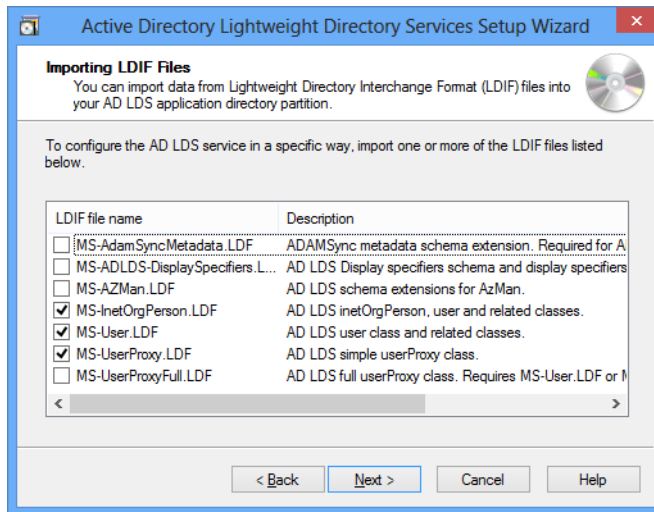 Active Directory Lightweight Directory Services Setup Wizard
Importing LDIF Files
You can import data from Lightweight Directory Interchange Format (LDIF) files into
your AD LDS application directory partition.
To configure the AD LDS service in a specific way, import one or more of the LDIF files listed
below.
LDIF file name Description
MS-AdamSyncMetadata.LDF ADAMSync metadata schema extension. Required for A
MS-ADLDS-DisplaySpecifiers.L... AD LDS Display specifiers schema and display specifiers
MS-AZMan.LDF AD LDS schema extensions for AzMan.
MS-InetOrgPerson.LDF AD LDS inetOrgPerson, user and related classes.
MS-User.LDF AD LDS user class and related classes.
MS-UserProxy.LDF AD LDS simple userProxy class.
MS-UserProxyFull.LDF AD LDS full userProxy class. Requires MS-User.LDF or M
< Back Next > Cancel Help